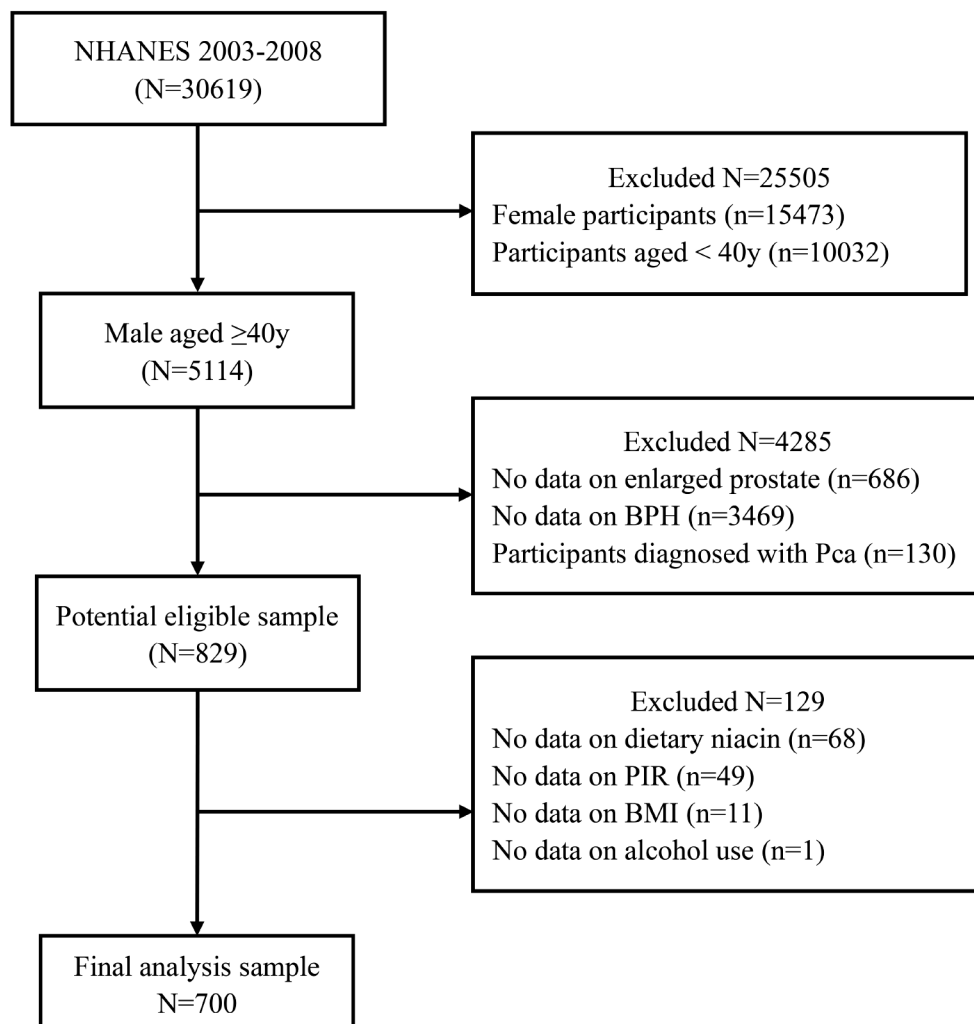 NHANES 2003-2008
(N=30619)
Excluded N=25505
Female participants (n=15473)
Participants aged < 40y (n=10032)
Male aged ≥40y
(N=5114)
Excluded N=4285
No data on enlarged prostate (n=686)
No data on BPH (n=3469)
Participants diagnosed with Pca (n=130)
Potential eligible sample
(N=829)
Excluded N=129
No data on dietary niacin (n=68)
No data on PIR (n=49)
No data on BMI (n=11)
No data on alcohol use (n=1)
Final analysis sample
N=700